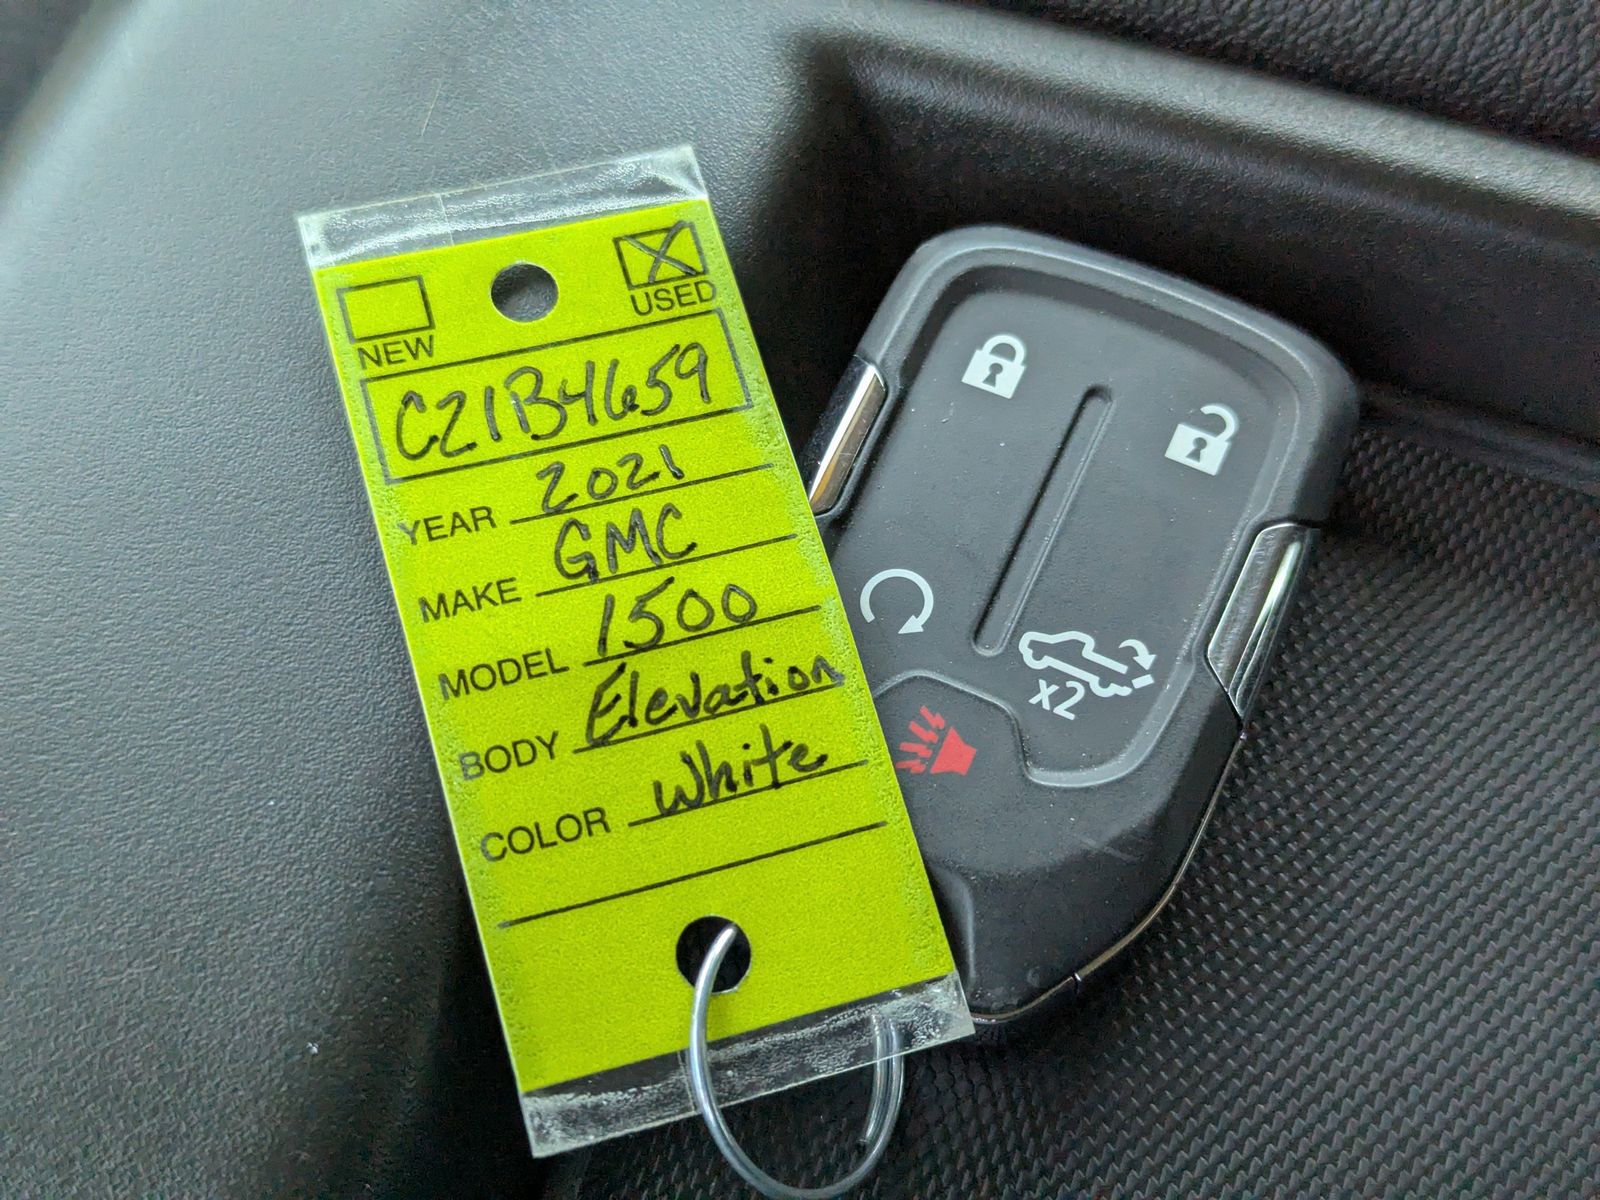 NEW USED
C21B4659
YEAR 2021
MAKE GMC
MODEL 1500
BODY Elevation
COLOR White
X2